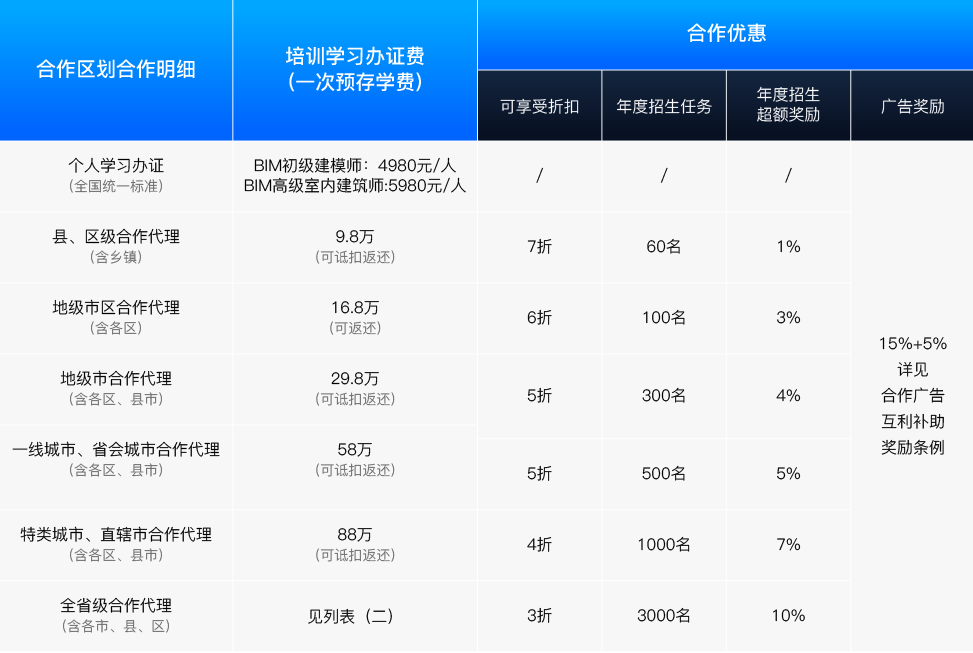 合作区划合作明细
培训学习办证费
(一次预存学费)
合作优惠
可享受折扣
年度招生任务
年度招生
超额奖励
广告奖励
个人学习办证
(全国统一标准)
BIM初级建模师：4980元/人
BIM高级室内建筑师:5980元/人
/
/
/
县、区级合作代理
(含乡镇)
9.8万
(可抵扣返还)
7折
60名
1%
地级市区合作代理
(含各区)
16.8万
(可返还)
6折
100名
3%
地级市合作代理
(含各区、县市)
29.8万
(可抵扣返还)
5折
300名
4%
一线城市、省会城市合作代理
(含各区、县市)
58万
(可抵扣返还)
5折
500名
5%
特类城市、直辖市合作代理
(含各区、县市)
88万
(可抵扣返还)
4折
1000名
7%
全省级合作代理
(含各市、县、区)
见列表（二）
3折
3000名
10%
15%+5%
详见
合作广告
互利补助
奖励条例